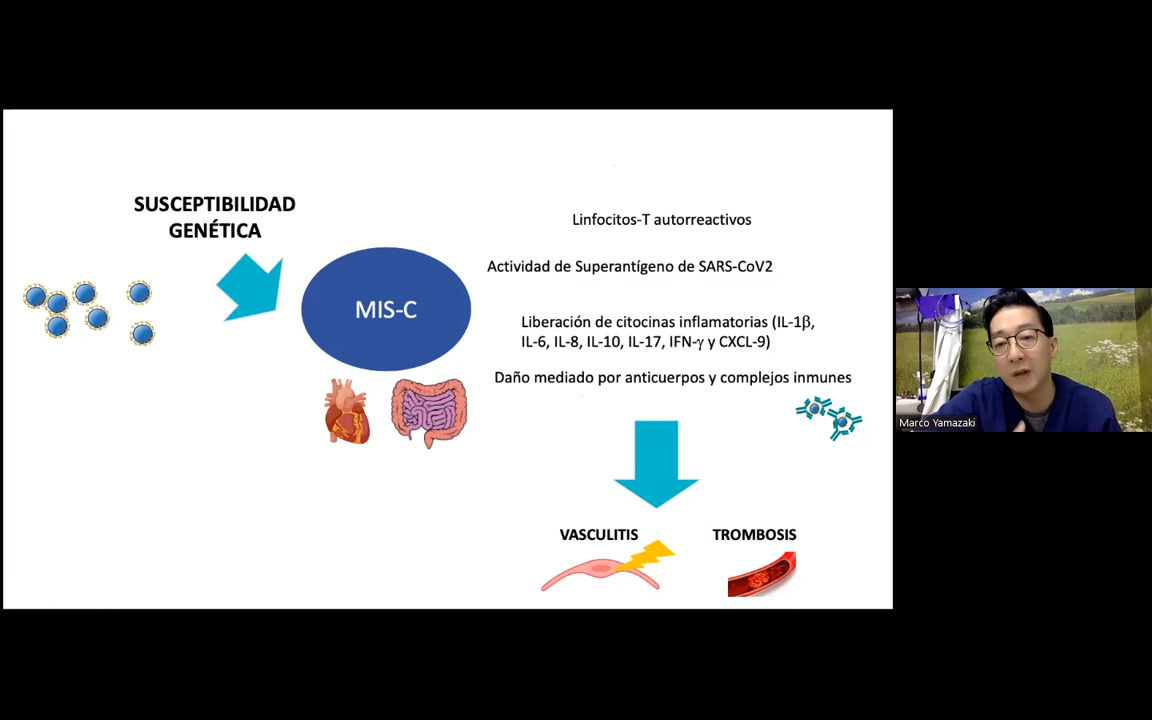 SUSCEPTIBILIDAD
GENÉTICA
MIS-C
Linfocitos-T autorreactivos
Actividad de Superantígeno de SARS-CoV2
Liberación de citocinas inflamatorias (IL-1β,
IL-6, IL-8, IL-10, IL-17, IFN-γ y CXCL-9)
Daño mediado por anticuerpos y complejos inmunes
VASCULITIS
TROMBOSIS
Marco Yamazaki